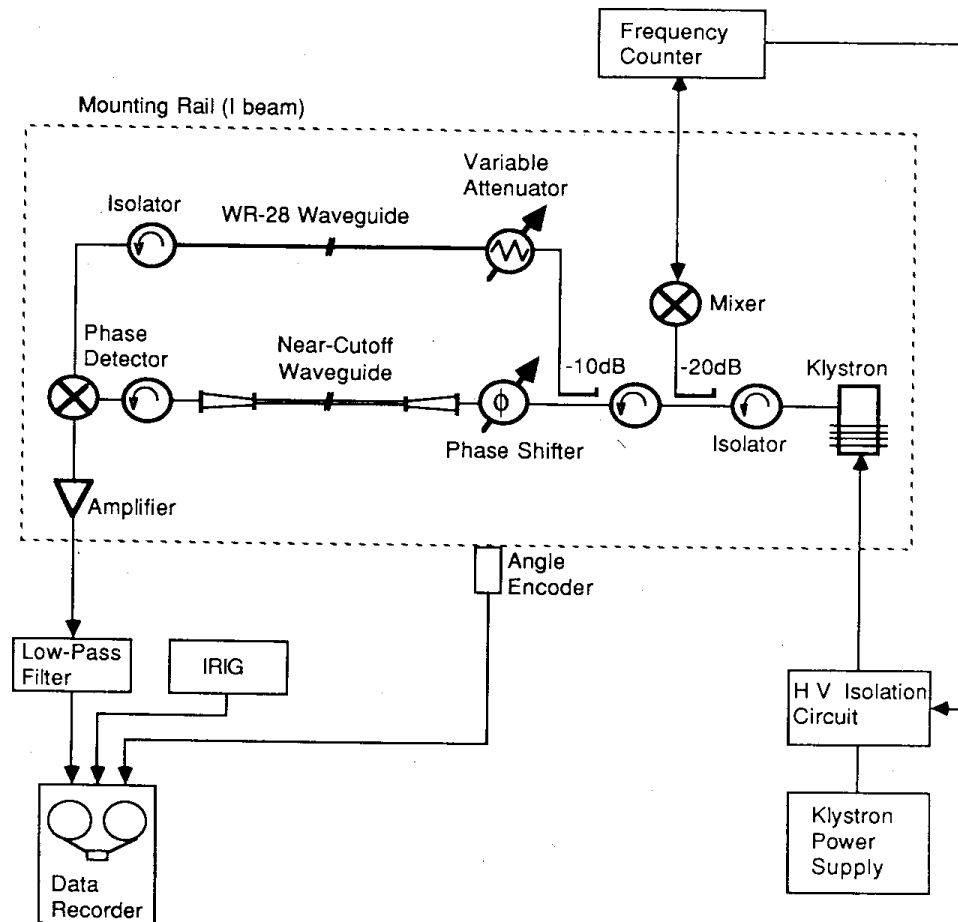 Frequency
Counter
Mounting Rail (I beam)
Variable
Attenuator
Isolator
WR-28 Waveguide
Mixer
Phase
Detector
Near-Cutoff
Waveguide
-10dB
-20dB
Klystron
ϕ
Phase Shifter
Isolator
Amplifier
Angle
Encoder
Low-Pass
Filter
IRIG
H V Isolation
Circuit
Klystron
Power
Supply
Data
Recorder